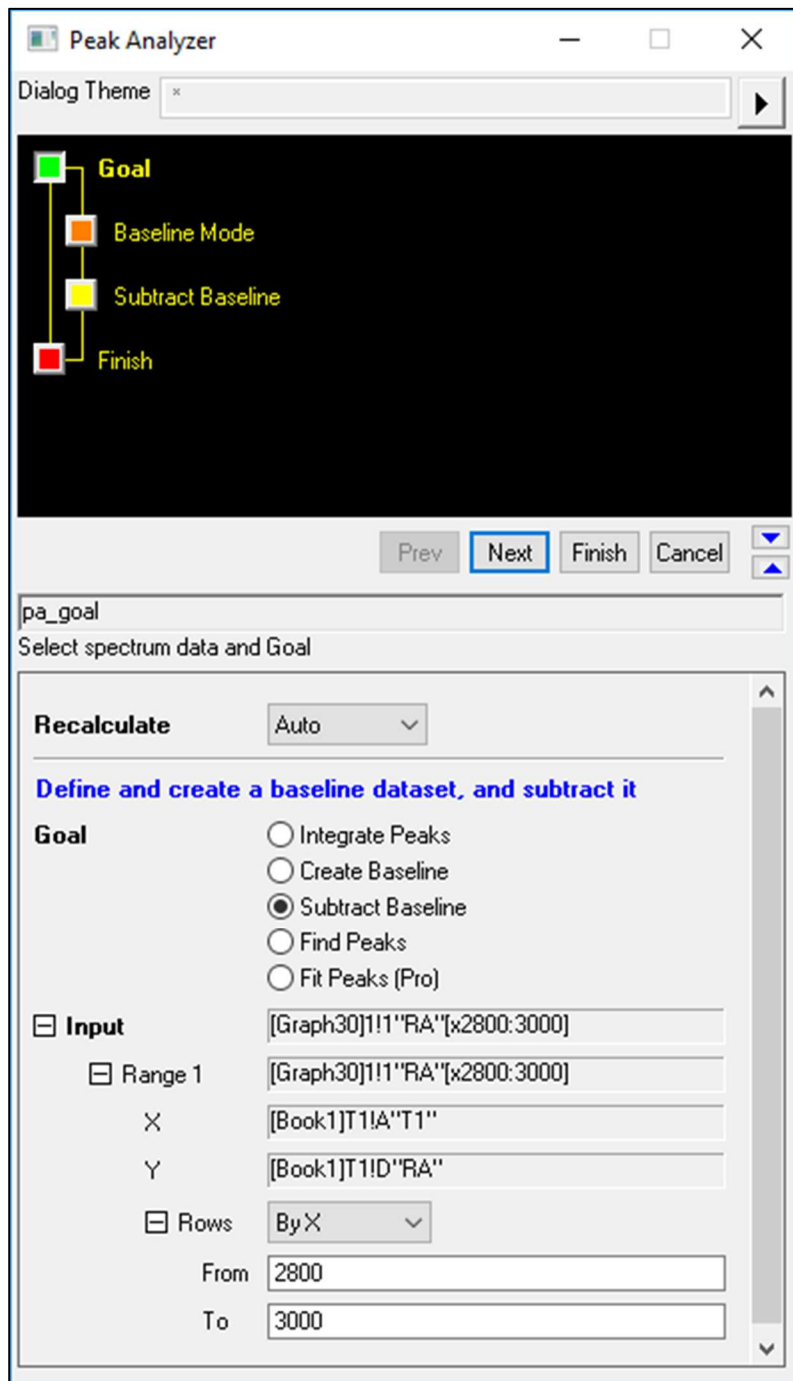 Peak Analyzer
Dialog Theme *
Goal
Baseline Mode
Subtract Baseline
Finish
Prev Next Finish Cancel
pa_goal
Select spectrum data and Goal
Recalculate Auto
Define and create a baseline dataset, and subtract it
Goal Integrate Peaks
Create Baseline
Subtract Baseline
Find Peaks
Fit Peaks (Pro)
Input [Graph30]1!1"RA"[x2800:3000]
Range 1 [Graph30]1!1"RA"[x2800:3000]
X [Book1]T1!A"T1"
Y [Book1]T1!D"RA"
Rows By X
From 2800
To 3000